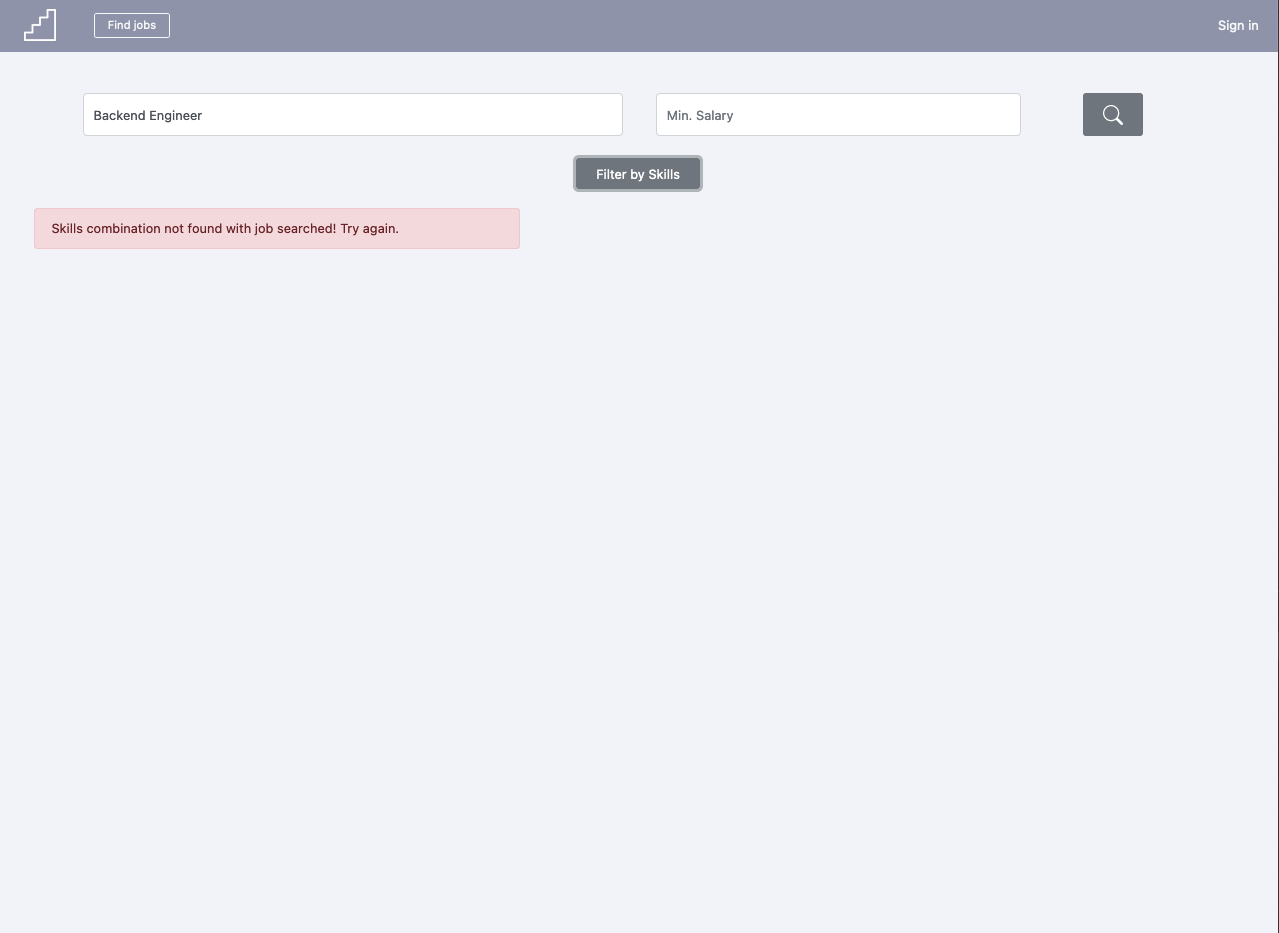 Find jobs
Sign in
Backend Engineer
Min. Salary
Filter by Skills
Skills combination not found with job searched! Try again.